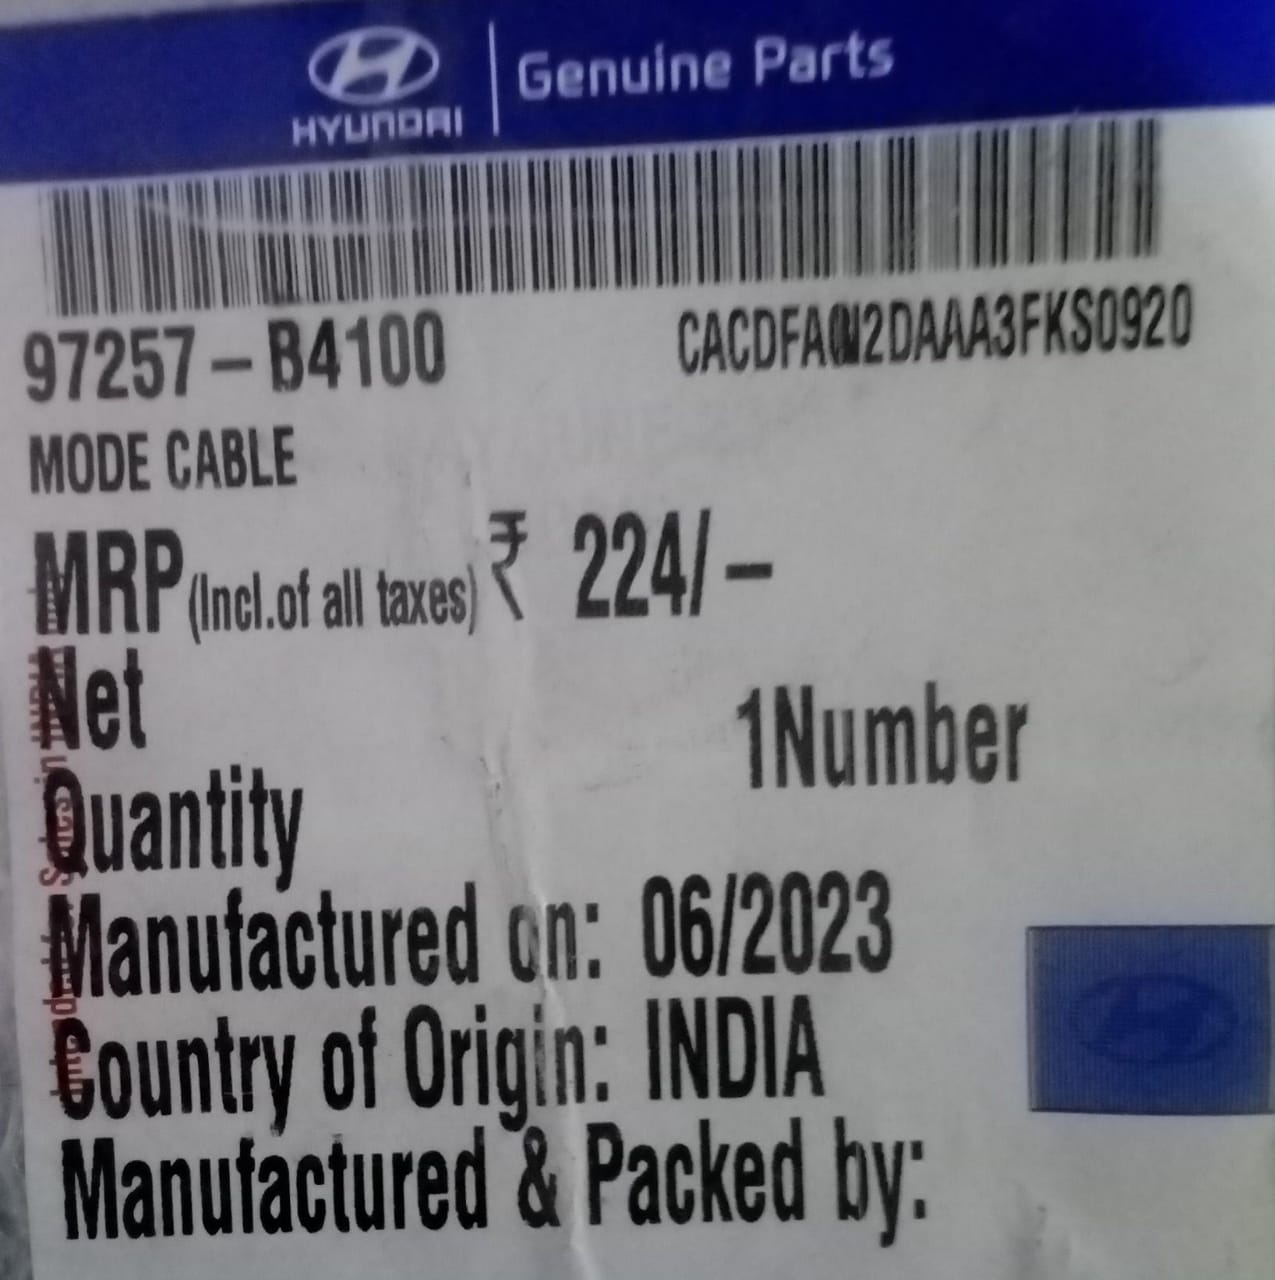 HYUNDAI
Genuine Parts
97257-B4100
MODE CABLE
MRP (Incl.of all taxes) ₹ 224/-
Net
Quantity
1Number
Manufactured on: 06/2023
Country of Origin: INDIA
Manufactured & Packed by: